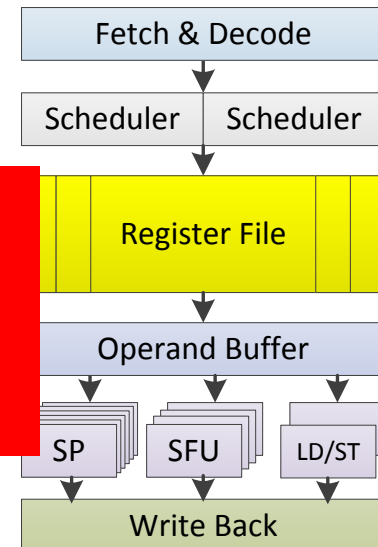 Fetch & Decode
Scheduler Scheduler
Register File
Operand Buffer
SP SFU LD/ST
Write Back